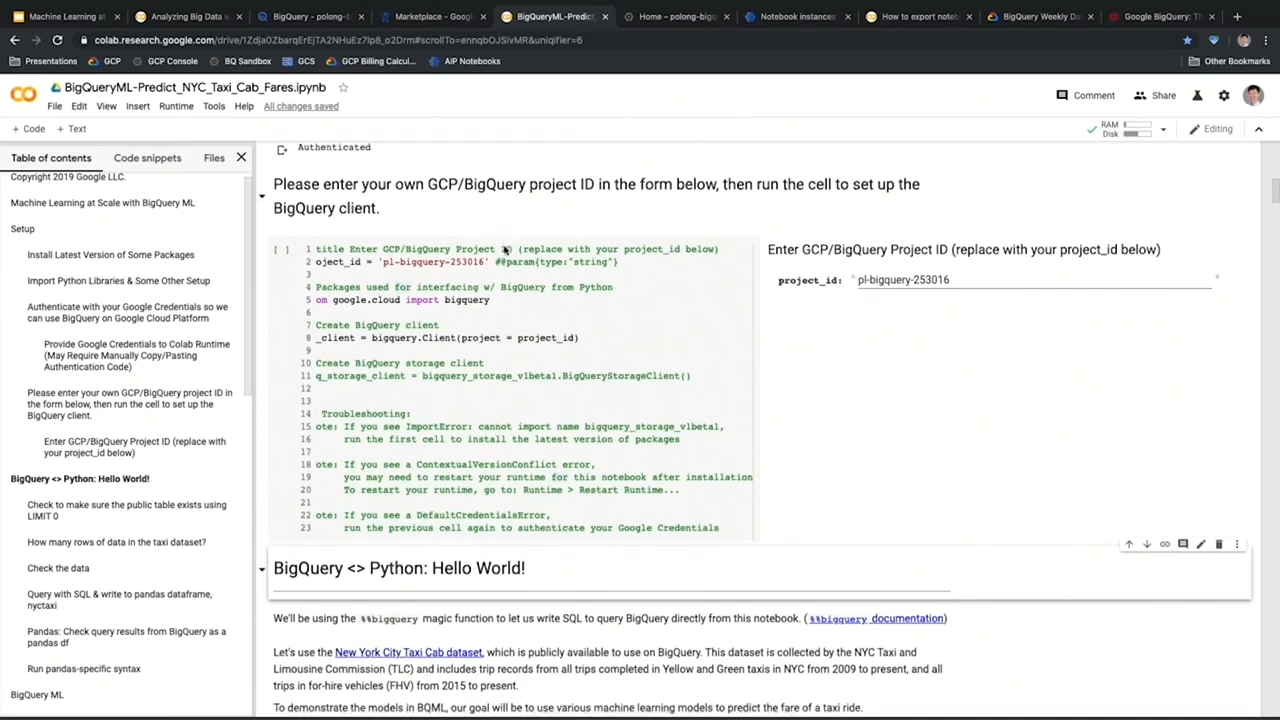 Machine Learning at
Analyzing Big Data w
BigQuery - polong-b
Marketplace - Googl
BigQueryML-Predict
Home – polong-bigq
Notebook instances
How to export noteb
BigQuery Weekly Da
Google BigQuery: Th
Presentations
GCP
GCP Console
BQ Sandbox
GCS
GCP Billing Calcul...
AIP Notebooks
Other Bookmarks
BigQueryML-Predict_NYC_Taxi_Cab_Fares.ipynb
File Edit View Insert Runtime Tools Help All changes saved
Comment
Share
+ Code + Text
RAM
Disk
Editing
Table of contents Code snippets Files
Copyright 2019 Google LLC.
Machine Learning at Scale with BigQuery ML
Setup
Install Latest Version of Some Packages
Import Python Libraries & Some Other Setup
Authenticate with your Google Credentials so we
can use BigQuery on Google Cloud Platform
Provide Google Credentials to Colab Runtime
(May Require Manually Copy/Pasting
Authentication Code)
Please enter your own GCP/BigQuery project ID in
the form below, then run the cell to set up the
BigQuery client.
Enter GCP/BigQuery Project ID (replace with
your project_id below)
BigQuery <> Python: Hello World!
Check to make sure the public table exists using
LIMIT 0
How many rows of data in the taxi dataset?
Check the data
Query with SQL & write to pandas dataframe,
nyctaxi
Pandas: Check query results from BigQuery as a
pandas df
Run pandas-specific syntax
BigQuery ML
Authenticated
Please enter your own GCP/BigQuery project ID in the form below, then run the cell to set up the
BigQuery client.
[ ] 1 title Enter GCP/BigQuery Project (replace with your project_id below)
2 oject_id = 'pl-bigquery-253016' #@param{type:"string"}
3
4 Packages used for interfacing w/ BigQuery from Python
5 om google.cloud import bigquery
6
7 Create BigQuery client
8 _client = bigquery.Client(project = project_id)
9
10 Create BigQuery storage client
11 q_storage_client = bigquery_storage_v1beta1.BigQueryStorageClient()
12
13
14 Troubleshooting:
15 ote: If you see ImportError: cannot import name bigquery_storage_v1beta1,
16 run the first cell to install the latest version of packages
17
18 ote: If you see a ContextualVersionConflict error,
19 you may need to restart your runtime for this notebook after installation
20 To restart your runtime, go to: Runtime > Restart Runtime...
21
22 ote: If you see a DefaultCredentialsError,
23 run the previous cell again to authenticate your Google Credentials
Enter GCP/BigQuery Project ID (replace with your project_id below)
project_id: " pl-bigquery-253016 "
BigQuery <> Python: Hello World!
We'll be using the %%bigquery magic function to let us write SQL to query BigQuery directly from this notebook. (%%bigquery documentation)
Let's use the New York City Taxi Cab dataset, which is publicly available to use on BigQuery. This dataset is collected by the NYC Taxi and
Limousine Commission (TLC) and includes trip records from all trips completed in Yellow and Green taxis in NYC from 2009 to present, and all
trips in for-hire vehicles (FHV) from 2015 to present.
To demonstrate the models in BQML, our goal will be to use various machine learning models to predict the fare of a taxi ride.